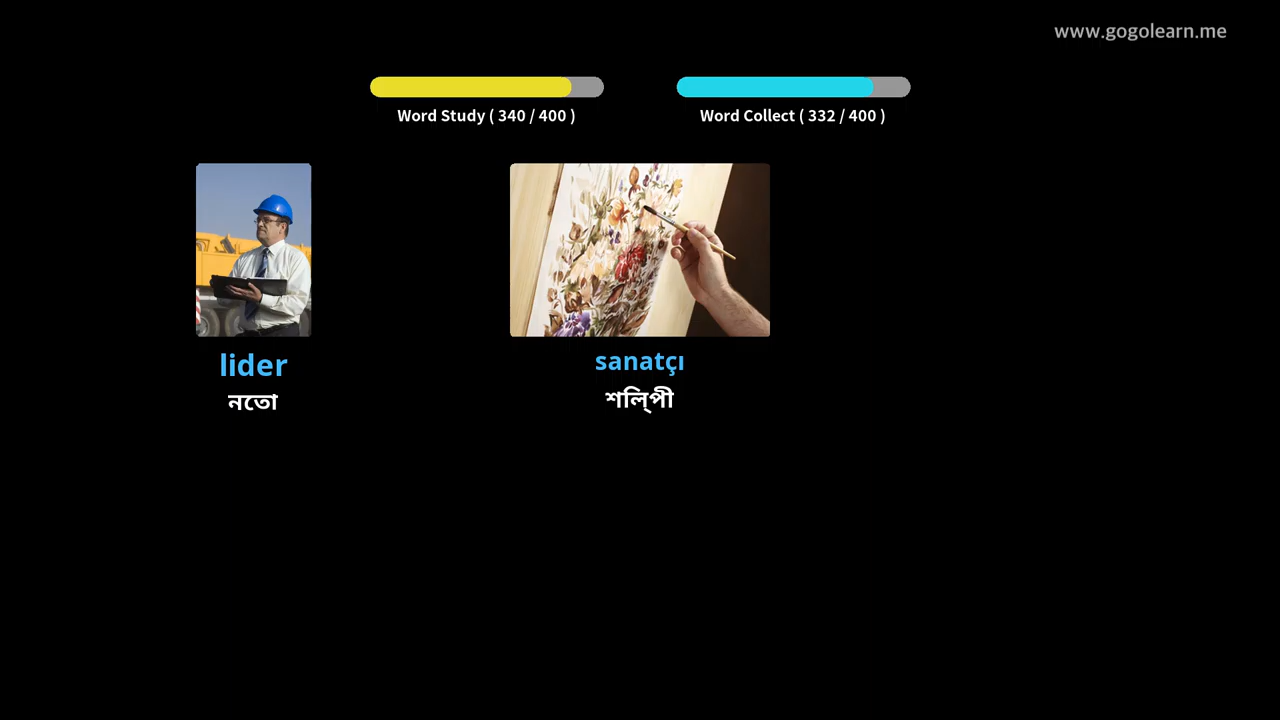 www.gogolearn.me
Word Study ( 340 / 400 )
Word Collect ( 332 / 400 )
lider
নেতা
sanatçı
শিল্পী